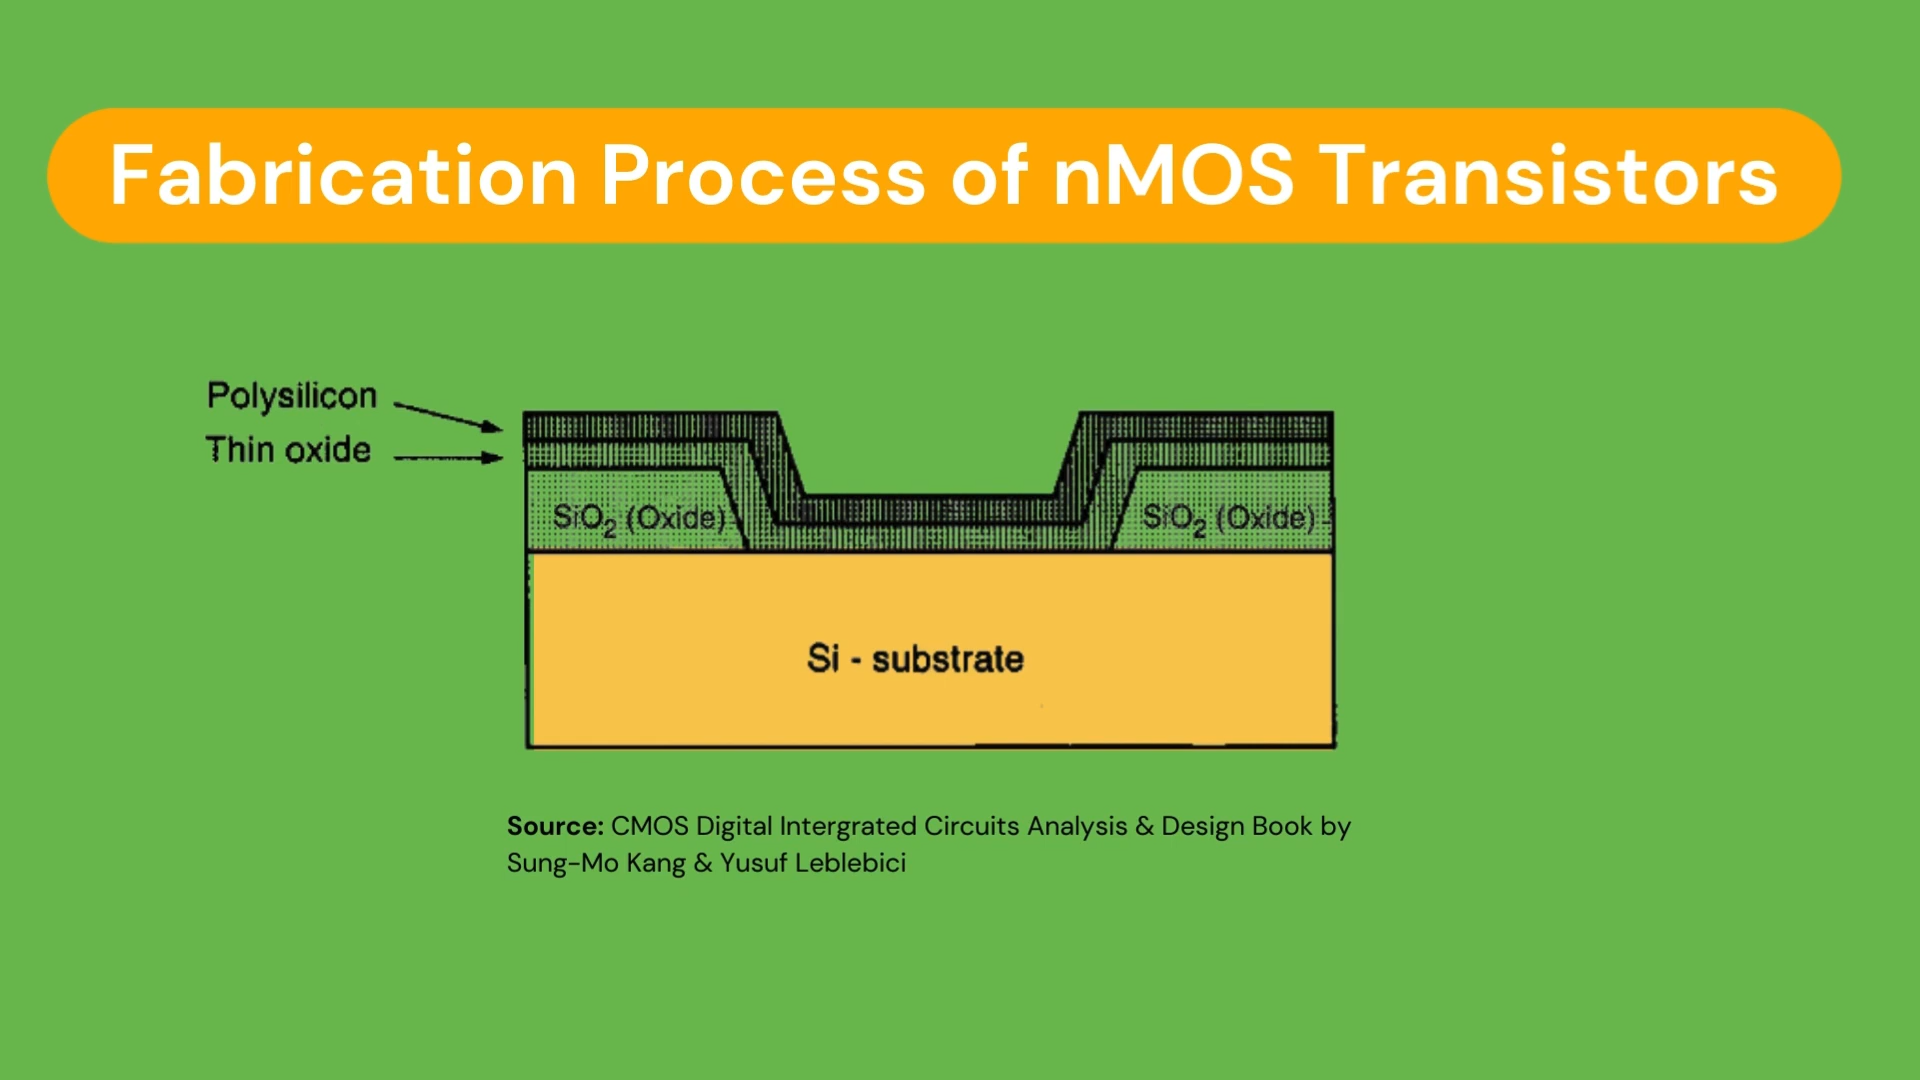 Fabrication Process of nMOS Transistors
Polysilicon
Thin oxide
SiO₂ (Oxide)
SiO₂ (Oxide)
Si - substrate
Source: CMOS Digital Intergrated Circuits Analysis & Design Book by
Sung-Mo Kang & Yusuf Leblebici